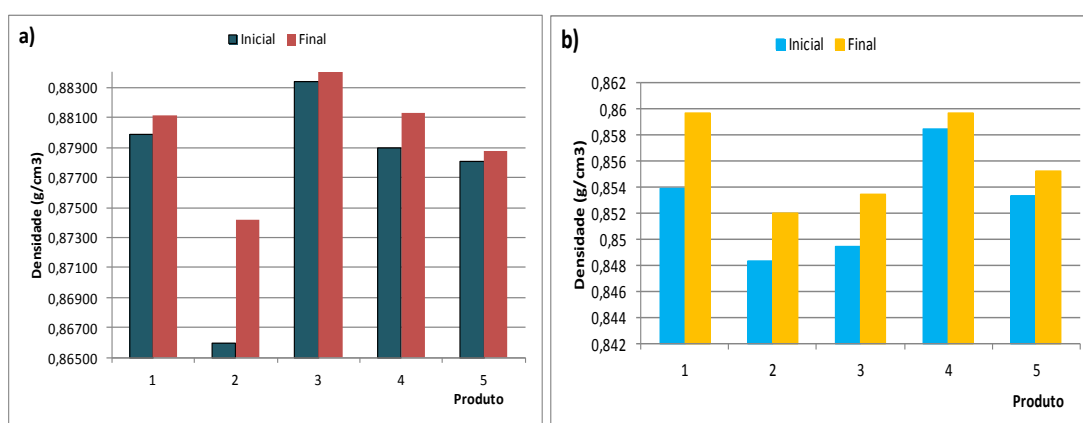 a)
Inicial Final
Densidade (g/cm3)
0,88300
0,88100
0,87900
0,87700
0,87500
0,87300
0,87100
0,86900
0,86700
0,86500
1 2 3 4 5
Produto
b)
Inicial Final
Densidade (g/cm3)
0,862
0,86
0,858
0,856
0,854
0,852
0,85
0,848
0,846
0,844
0,842
1 2 3 4 5
Produto